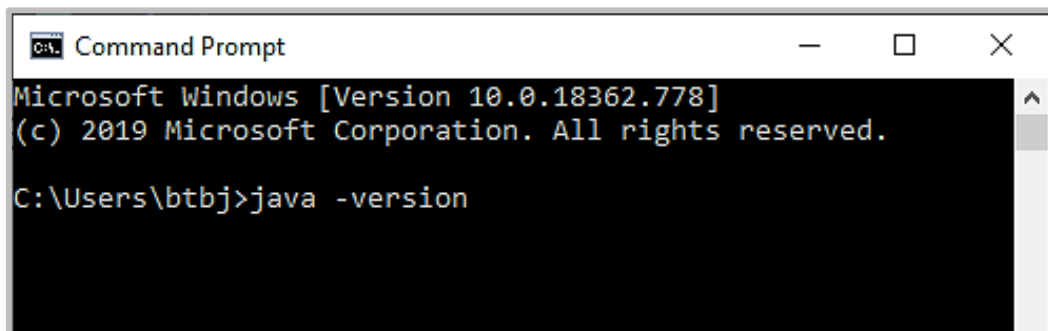 Command Prompt
Microsoft Windows [Version 10.0.18362.778]
(c) 2019 Microsoft Corporation. All rights reserved.
C:\Users\btbj>java -version